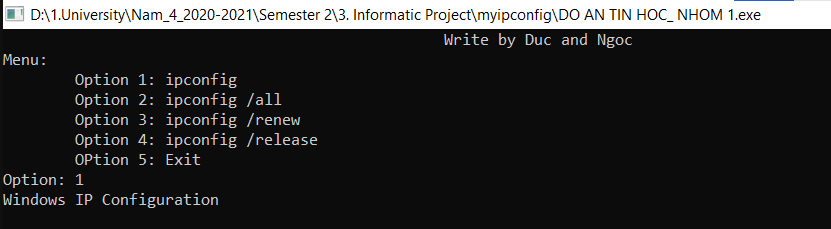 D:\1.University\Nam_4_2020-2021\Semester 2\3. Informatic Project\myipconfig\DO AN TIN HOC_ NHOM 1.exe
Write by Duc and Ngoc
Menu:
Option 1: ipconfig
Option 2: ipconfig /all
Option 3: ipconfig /renew
Option 4: ipconfig /release
OPtion 5: Exit
Option: 1
Windows IP Configuration